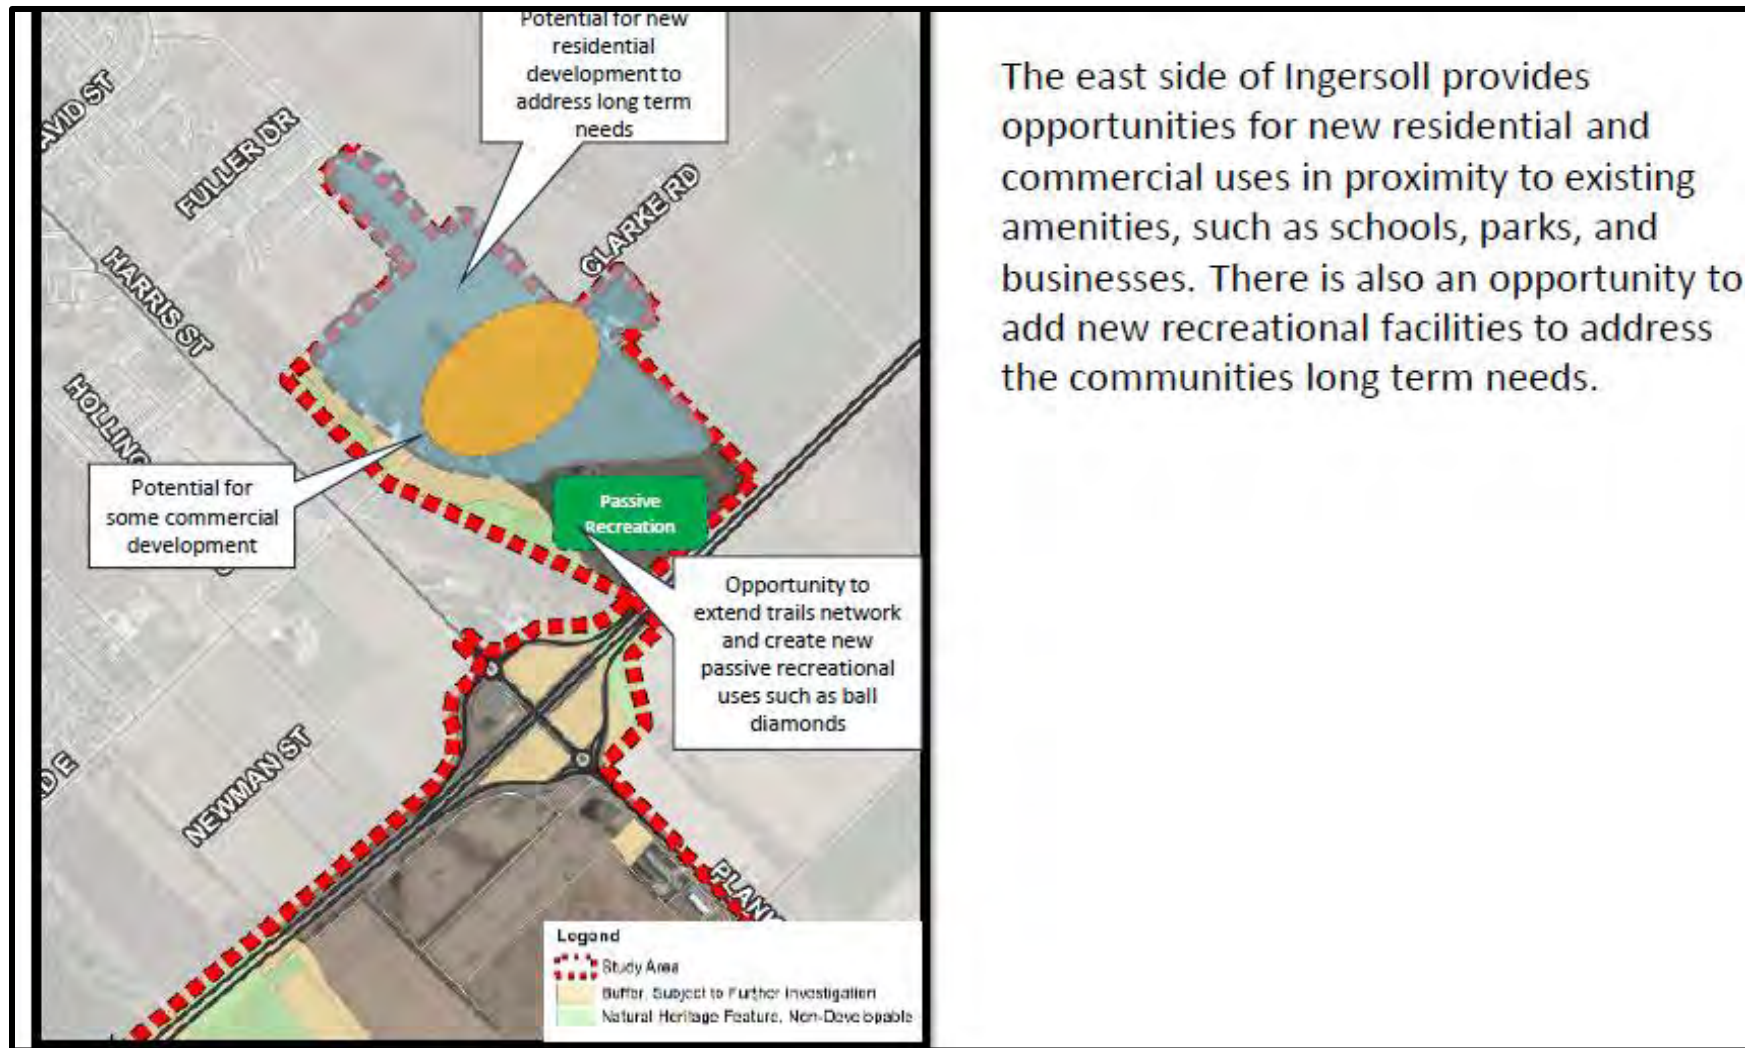 Potential for new
residential
development to
address long term
needs
AVID ST
FULLER DR
CLARKE RD
HARRIS ST
Potential for
some commercial
development
Passive
Recreation
Opportunity to
extend trails network
and create new
passive recreational
uses such as ball
diamonds
NEWMAN ST
Legend
Study Area
Buffer, Subject to Further Investigation
Natural Heritage Feature, Non-Developable
The east side of Ingersoll provides
opportunities for new residential and
commercial uses in proximity to existing
amenities, such as schools, parks, and
businesses. There is also an opportunity to
add new recreational facilities to address
the communities long term needs.